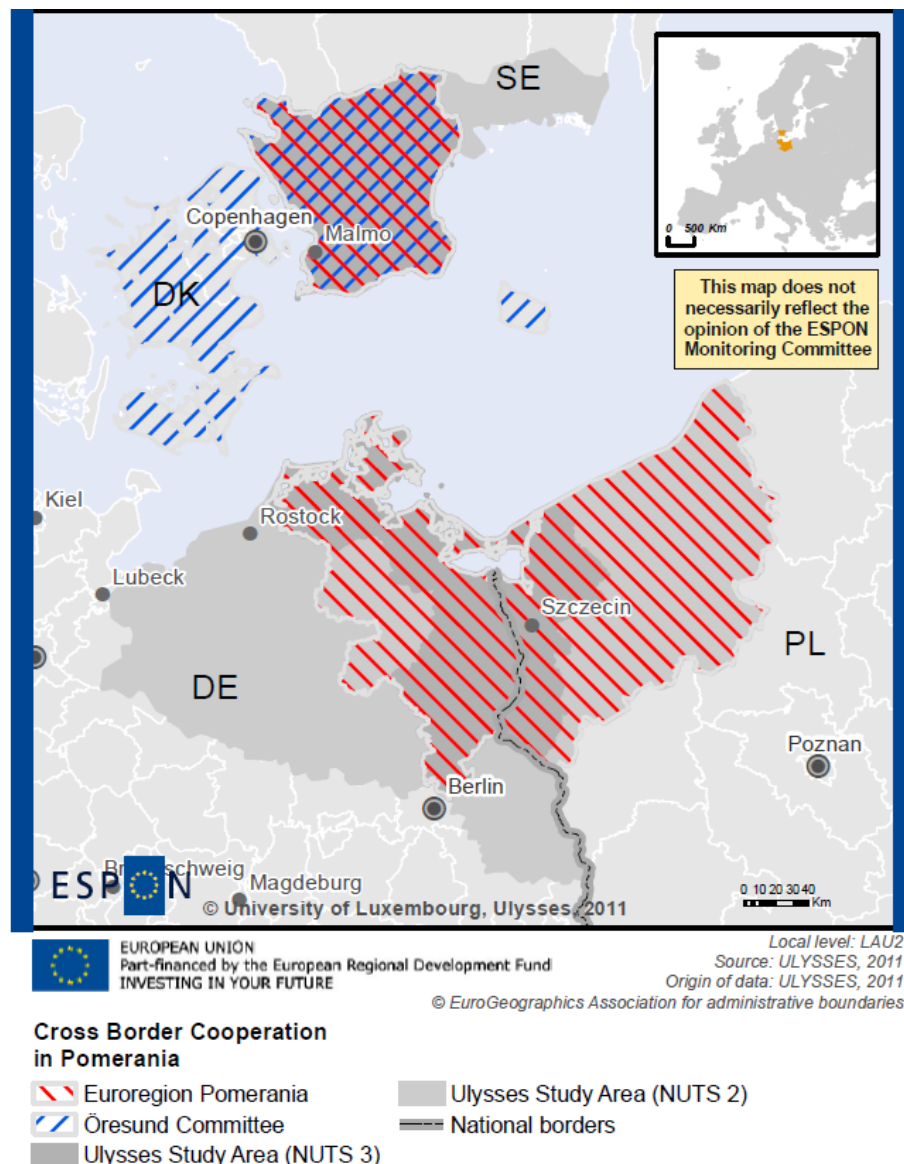 SE
Copenhagen
Malmo
DK
0 500 Km
This map does not
necessarily reflect the
opinion of the ESPON
Monitoring Committee
Kiel
Rostock
Lubeck
Szczecin
PL
DE
Poznan
Berlin
ESPON
Magdeburg
0 10 20 30 40
Km
© University of Luxembourg, Ulysses, 2011
EUROPEAN UNION
Part-financed by the European Regional Development Fund
INVESTING IN YOUR FUTURE
Local level: LAU2
Source: ULYSSES, 2011
Origin of data: ULYSSES, 2011
© EuroGeographics Association for administrative boundaries
Cross Border Cooperation
in Pomerania
Euroregion Pomerania
Öresund Committee
Ulysses Study Area (NUTS 3)
Ulysses Study Area (NUTS 2)
National borders